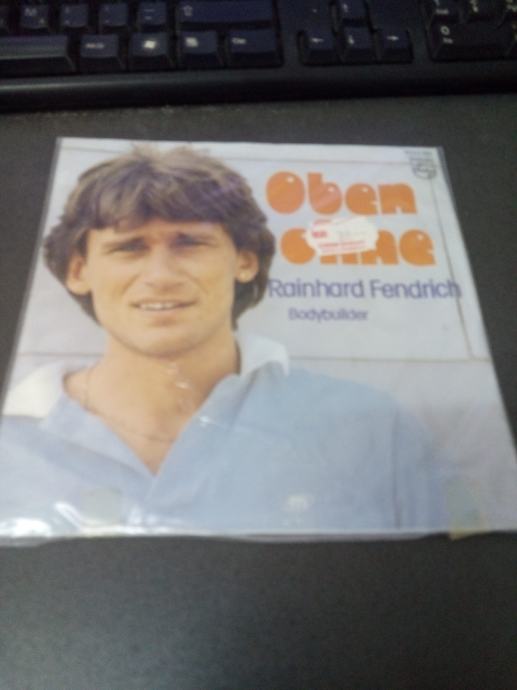 Oben
Ohne
Rainhard Fendrich
Bodybuilder